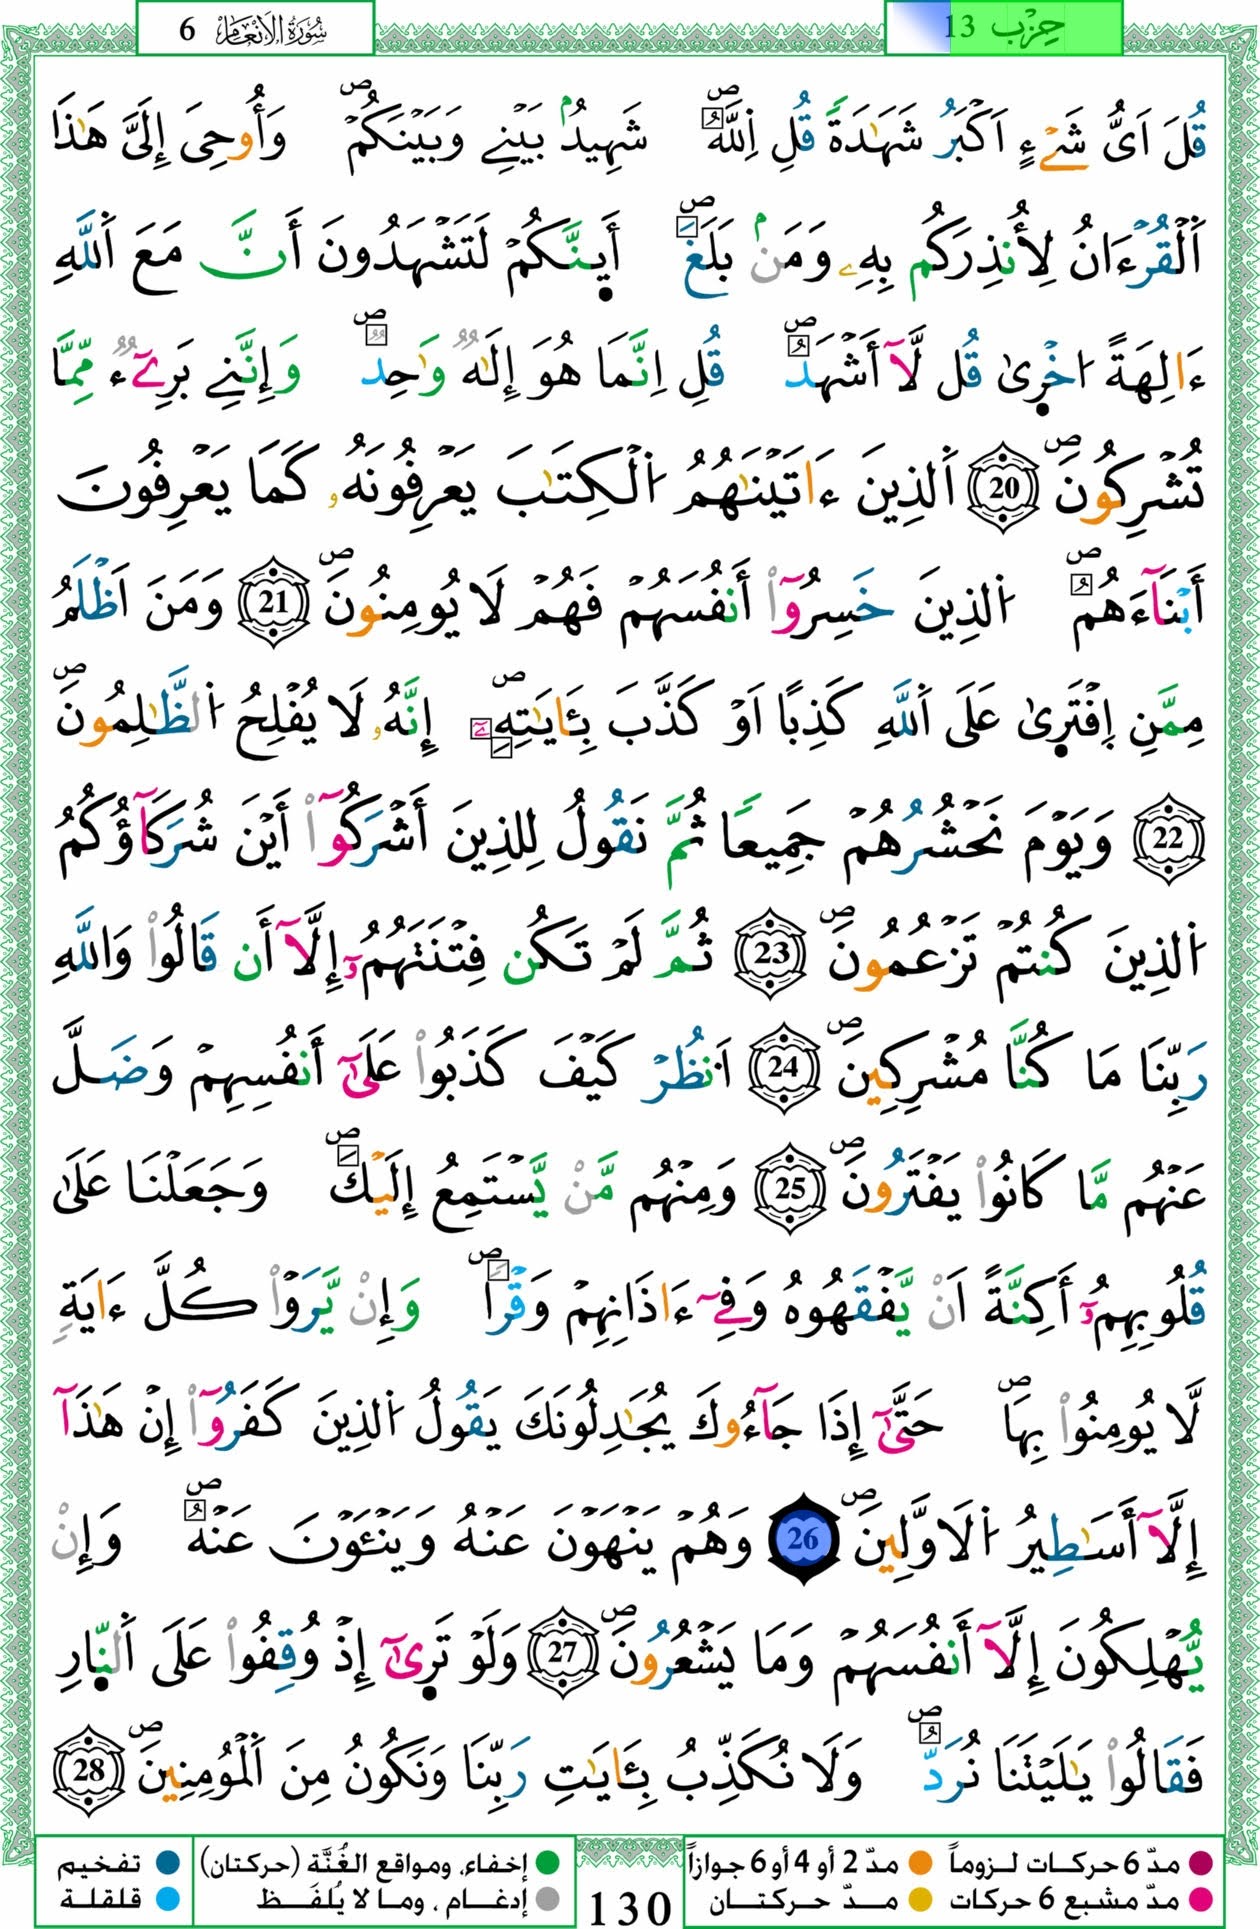 سُورَةُ الأَنْعَام 6
حِزْب 13
قُلَ اَىُّ شَےْءٍ اَكْبَرُ شَهَٰدَةً قُلِ اِللَّهُ ۖ شَهِيدُۢ بَيْنِے وَبَيْنَكُمْ ۖ وَأُوحِىَ إِلَىَّ هَٰذَا
اَ۬لْقُرْءَانُ لِأُنذِرَكُم بِهِۦ وَمَنۢ بَلَغَ ۖ أَئِنَّكُمْ لَتَشْهَدُونَ أَنَّ مَعَ اَ۬للَّهِ
ءَالِهَةً ا۟خْرٜىٰ قُل لَّآ أَشْهَدُ ۖ قُلِ اِنَّمَا هُوَ إِلَٰهٞ وَٰحِدٞ ۖ وَإِنَّنِے بَرِےٓءٞ مِّمَّا
تُشْرِكُونَ ۖ 20 اَ۬لذِينَ ءَاتَيْنَٰهُمُ اُ۬لْكِتَٰبَ يَعْرِفُونَهُۥ كَمَا يَعْرِفُونَ
أَبْنَآءَهُمُ ۖ اُ۬لذِينَ خَسِرُوٓاْ أَنفُسَهُمْ فَهُمْ لَا يُومِنُونَ ۖ 21 وَمَنَ اَظْلَمُ
مِمَّنِ اِ۪فْتَرٜىٰ عَلَى اَ۬للَّهِ كَذِبًا اَوْ كَذَّبَ بِـَٔايَٰتِهِۦٓ ۖ إِنَّهُۥ لَا يُفْلِحُ اُ۬لظَّٰلِمُونَ ۖ
22 وَيَوْمَ نَحْشُرُهُمْ جَمِيعًا ثُمَّ نَقُولُ لِلذِينَ أَشْرَكُوٓاْ أَيْنَ شُرَكَآؤُكُمُ
اُ۬لذِينَ كُنتُمْ تَزْعُمُونَ ۖ 23 ثُمَّ لَمْ تَكُن فِتْنَتَهُمُۥٓ إِلَّآ أَن قَالُواْ وَاللَّهِ
رَبِّنَا مَا كُنَّا مُشْرِكِينَ ۖ 24 اَ۟نظُرْ كَيْفَ كَذَبُواْ عَلَىٰٓ أَنفُسِهِمْ وَضَلَّ
عَنْهُم مَّا كَانُواْ يَفْتَرُونَ ۖ 25 وَمِنْهُم مَّنْ يَّسْتَمِعُ إِلَيْكَ ۖ وَجَعَلْنَا عَلَىٰ
قُلُوبِهِمُۥٓ أَكِنَّةً اَنْ يَّفْقَهُوهُ وَفِےٓ ءَاذَانِهِمْ وَقْراً ۖ وَإِنْ يَّرَوْاْ كُلَّ ءَايَةٖ
لَّا يُومِنُواْ بِهَا ۖ حَتَّىٰٓ إِذَا جَآءُوكَ يُجَٰدِلُونَكَ يَقُولُ اُ۬لذِينَ كَفَرُوٓاْ إِنْ هَٰذَآ
إِلَّآ أَسَٰطِيرُ اُ۬لَاوَّلِينَ ۖ 26 وَهُمْ يَنْهَوْنَ عَنْهُ وَيَنْـَٔوْنَ عَنْهُ ۖ وَإِنْ
يُّهْلِكُونَ إِلَّآ أَنفُسَهُمْ وَمَا يَشْعُرُونَ ۖ 27 وَلَوْ تَرٜىٰٓ إِذْ وُقِفُواْ عَلَى اَ۬لنّٜارِ
فَقَالُواْ يَٰلَيْتَنَا نُرَدُّ ۖ وَلَا نُكَذِّبُ بِـَٔايَٰتِ رَبِّنَا وَنَكُونُ مِنَ اَ۬لْمُومِنِينَ ۖ 28
مدّ 6 حركات لـزوماً مدّ 2 أو 4 أو 6 جوازاً
مدّ مشبع 6 حركات مـدّ حركتـان
130
إخفاء، ومواقع الغُنَّة (حركتان) تفخيم
إدغـام ، وما لا يُلفَـظ قلقلة